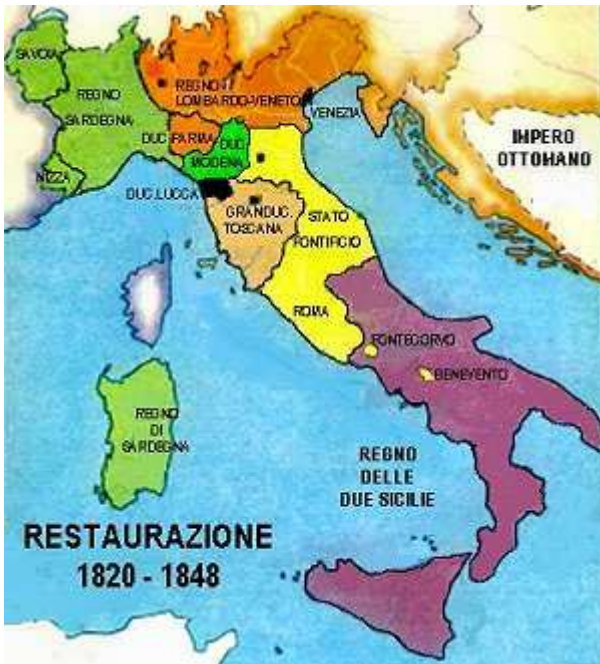 SAVOIA
REGNO
SARDEGNA
NIZZA
REGNO
LOMBARDO-VENETO
VENEZIA
DUC.PARMA
DUC.
MODENA
DUC.LUCCA
GRANDUC.
TOSCANA
STATO
PONTIFICIO
ROMA
IMPERO
OTTOMANO
PONTECORVO
BENEVENTO
REGNO
DI
SARDEGNA
REGNO
DELLE
DUE SICILIE
RESTAURAZIONE
1820 - 1848